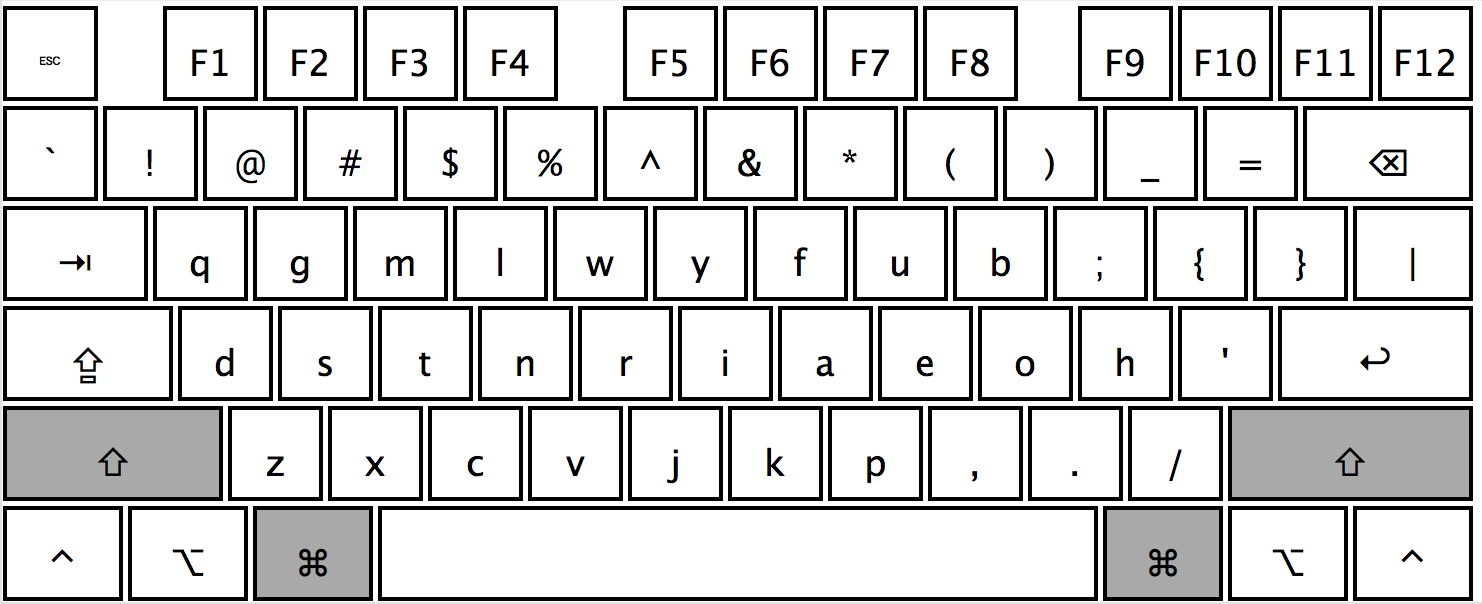 ESC F1 F2 F3 F4 F5 F6 F7 F8 F9 F10 F11 F12
` ! @ # $ % ^ & * ( ) _ = ⌫
⇥ q g m l w y f u b ; { } |
⇪ d s t n r i a e o h ' ↩
⇧ z x c v j k p , . / ⇧
⌃ ⌥ ⌘ ⌘ ⌥ ⌃